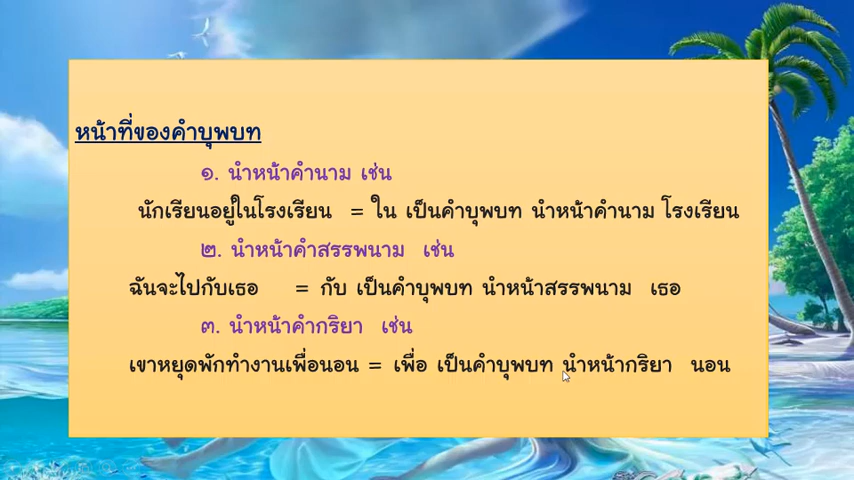 หน้าที่ของคำบุพบท
๑. นำหน้าคำนาม เช่น
นักเรียนอยู่ในโรงเรียน = ใน เป็นคำบุพบท นำหน้าคำนาม โรงเรียน
๒. นำหน้าคำสรรพนาม เช่น
ฉันจะไปกับเธอ = กับ เป็นคำบุพบท นำหน้าสรรพนาม เธอ
๓. นำหน้าคำกริยา เช่น
เขาหยุดพักทำงานเพื่อนอน = เพื่อ เป็นคำบุพบท นำหน้ากริยา นอน